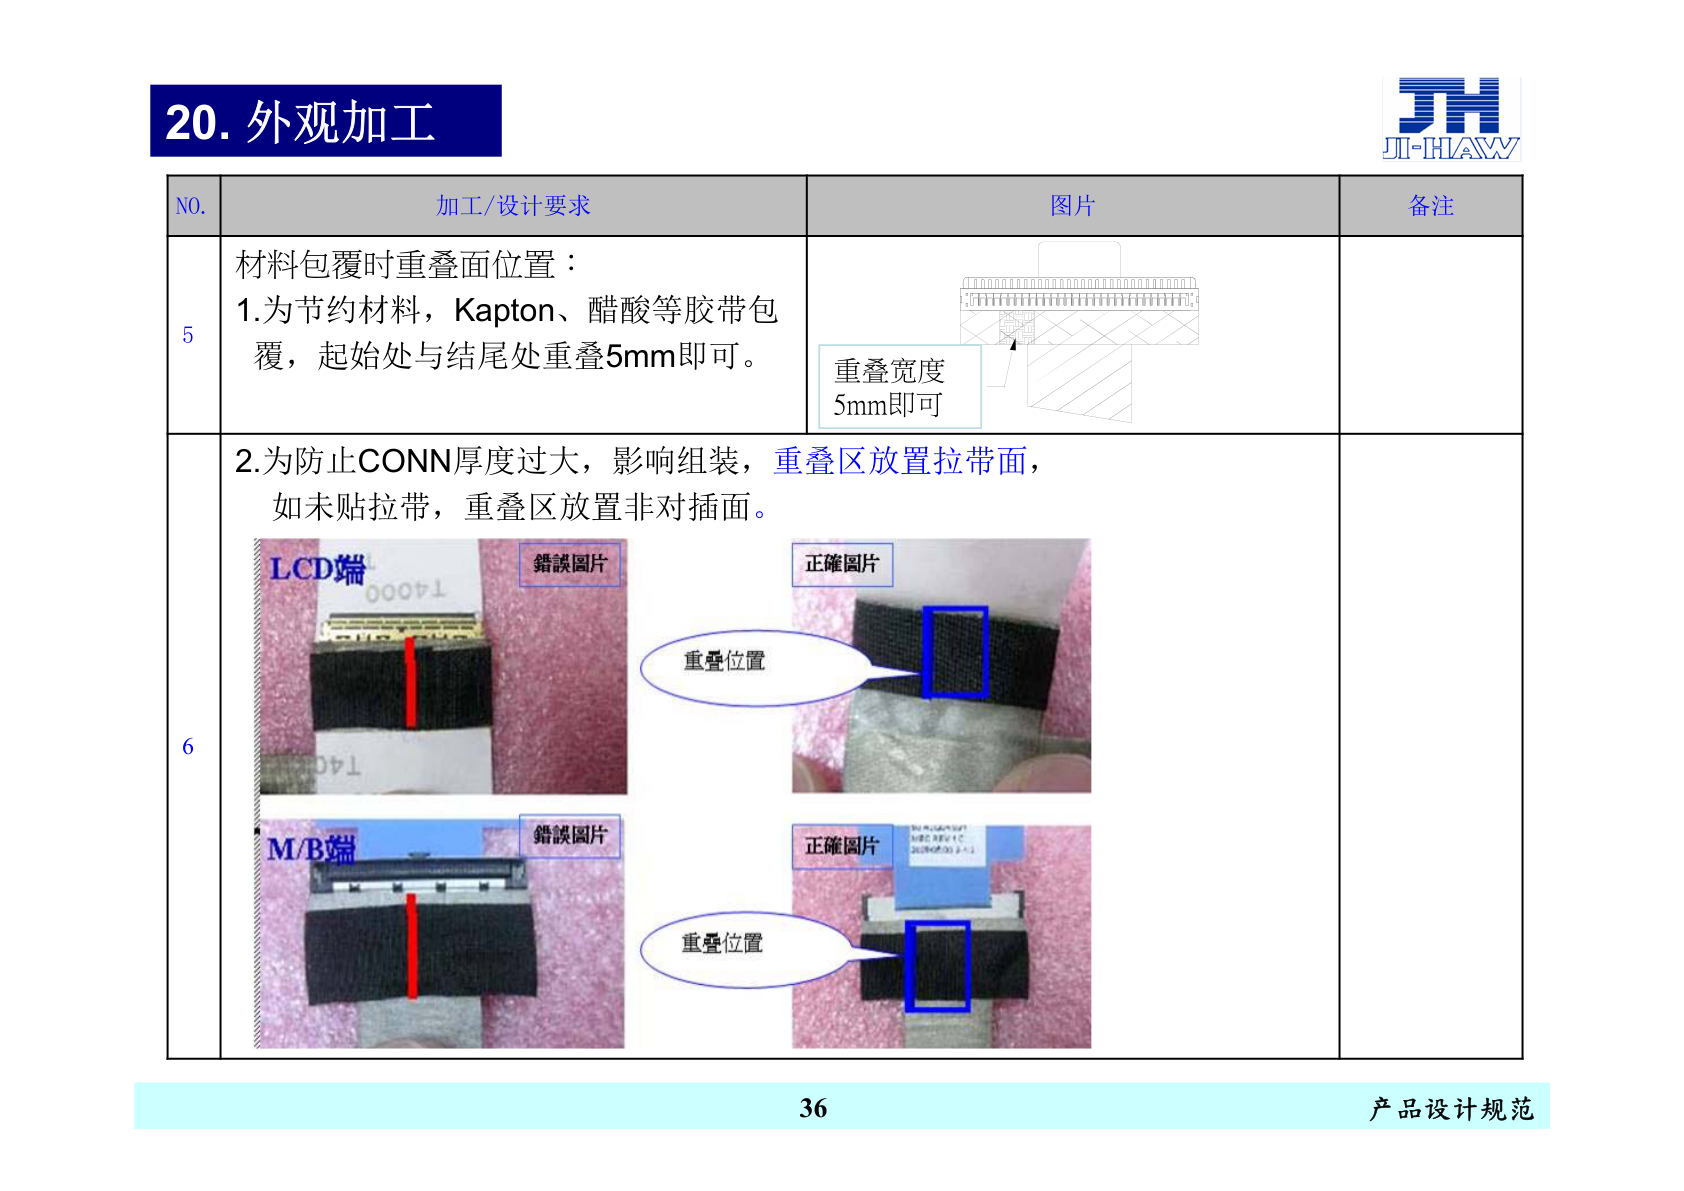 20. 外观加工
JH
JI-HAW
NO. 加工/设计要求 图片 备注
5
材料包覆时重叠面位置：
1.为节约材料，Kapton、醋酸等胶带包
覆，起始处与结尾处重叠5mm即可。
重叠宽度
5mm即可
6
2.为防止CONN厚度过大，影响组装，重叠区放置拉带面，
如未贴拉带，重叠区放置非对插面。
LCD端
錯誤圖片
正確圖片
T4000
重疊位置
M/B端
錯誤圖片
正確圖片
重疊位置
36
产品设计规范